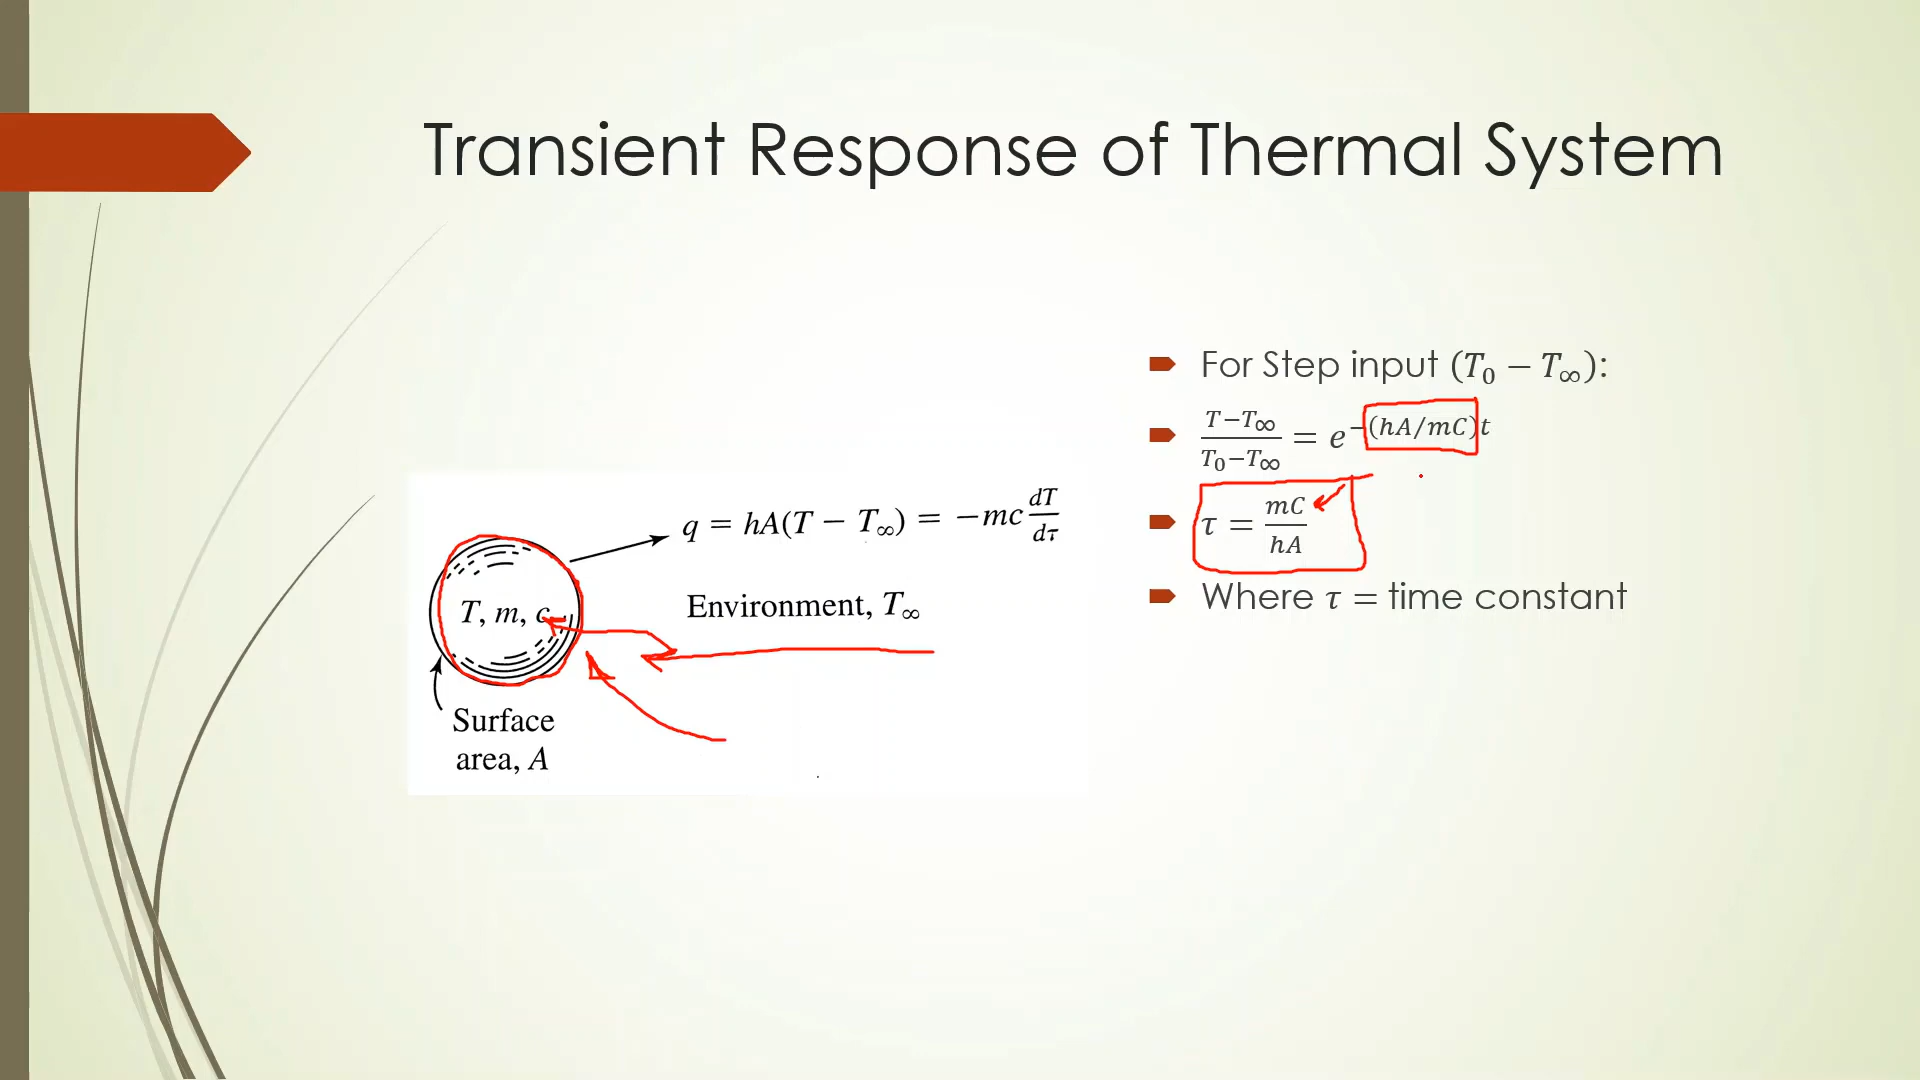 Transient Response of Thermal System
q = hA(T − T∞) = −mc dT/dτ
T, m, c
Environment, T∞
Surface
area, A
For Step input (T₀ − T∞):
T−T∞/T₀−T∞ = e^−(hA/mC)t
τ = mC/hA
Where τ = time constant